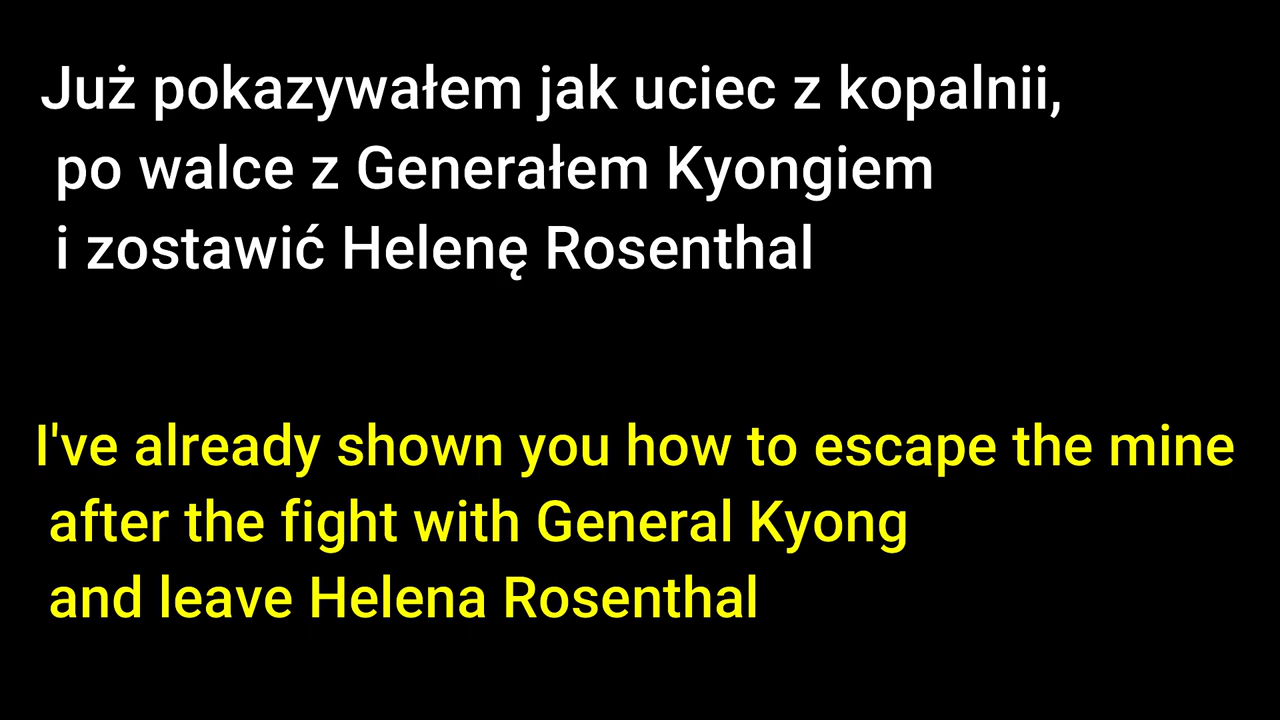 Już pokazywałem jak uciec z kopalnii,
po walce z Generałem Kyongiem
i zostawić Helenę Rosenthal
I've already shown you how to escape the mine
after the fight with General Kyong
and leave Helena Rosenthal